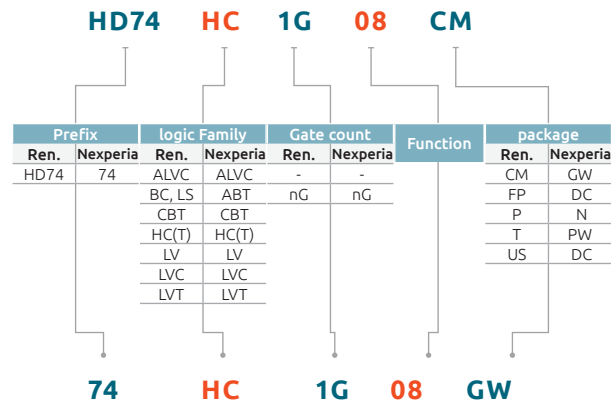 HD74 HC 1G 08 CM
Prefix logic Family Gate count Function package
Ren. Nexperia Ren. Nexperia Ren. Nexperia Ren. Nexperia
HD74 74 ALVC ALVC - - CM GW
BC, LS ABT nG nG FP DC
CBT CBT P N
HC(T) HC(T) T PW
LV LV US DC
LVC LVC
LVT LVT
74 HC 1G 08 GW